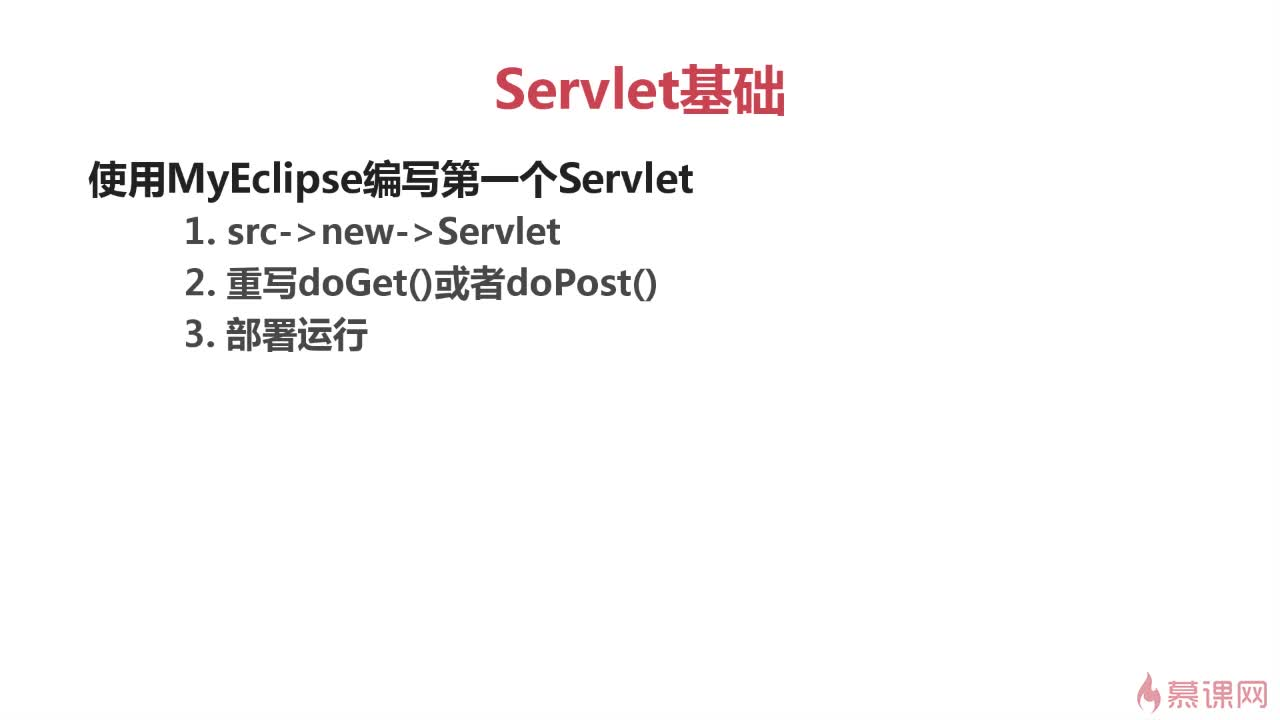 Servlet基础
使用MyEclipse编写第一个Servlet
1. src->new->Servlet
2. 重写doGet()或者doPost()
3. 部署运行
慕课网